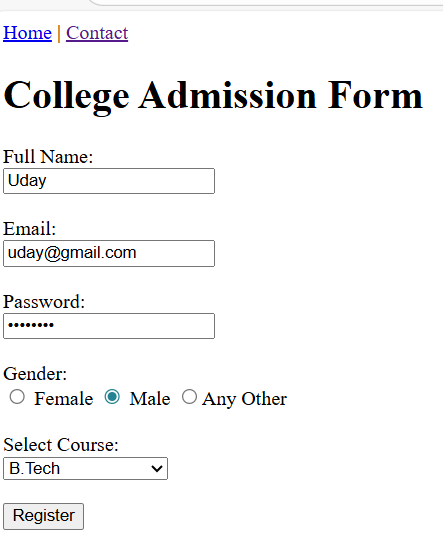 Home | Contact
College Admission Form
Full Name:
Uday
Email:
uday@gmail.com
Password:
••••••••
Gender:
Female Male Any Other
Select Course:
B.Tech
Register